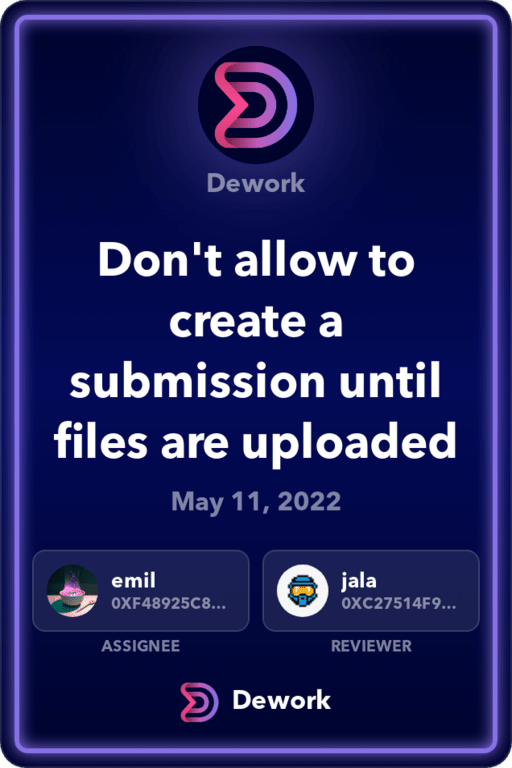 Dework
Don't allow to
create a
submission until
files are uploaded
May 11, 2022
emil
0XF48925C8...
jala
0XC27514F9...
ASSIGNEE
REVIEWER
Dework